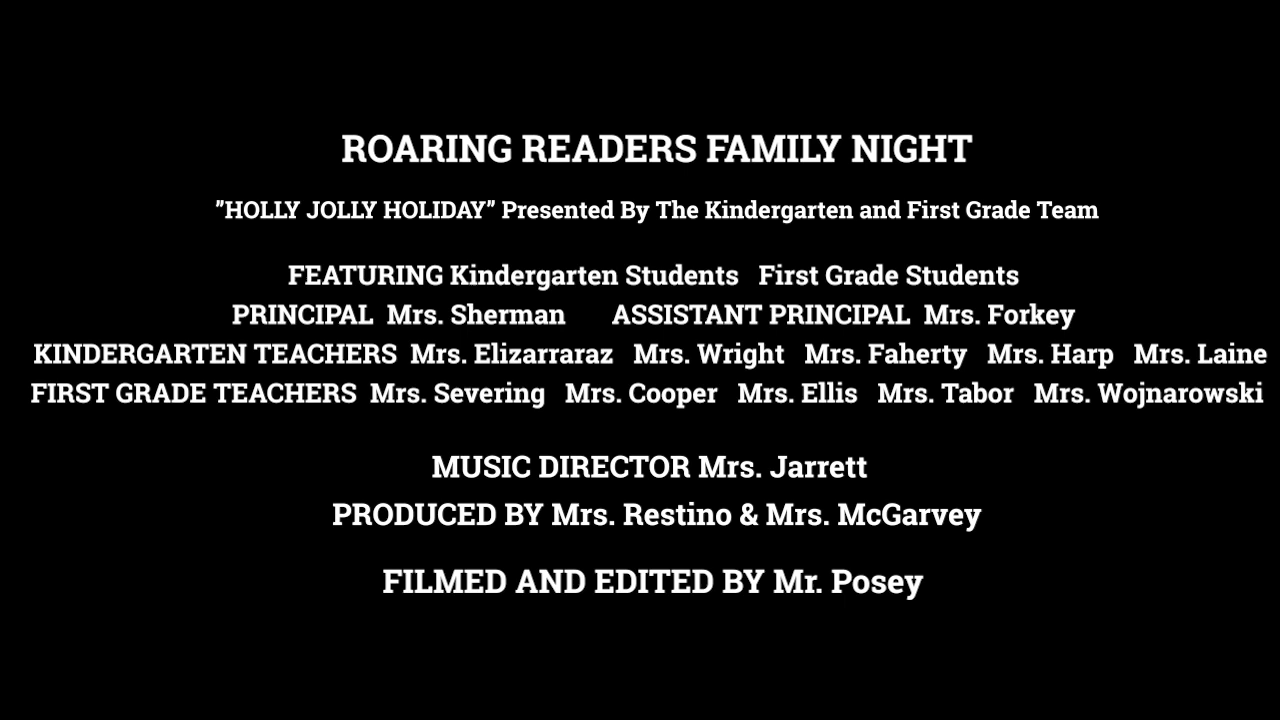 ROARING READERS FAMILY NIGHT
"HOLLY JOLLY HOLIDAY" Presented By The Kindergarten and First Grade Team
FEATURING Kindergarten Students First Grade Students
PRINCIPAL Mrs. Sherman ASSISTANT PRINCIPAL Mrs. Forkey
KINDERGARTEN TEACHERS Mrs. Elizarraraz Mrs. Wright Mrs. Faherty Mrs. Harp Mrs. Laine
FIRST GRADE TEACHERS Mrs. Severing Mrs. Cooper Mrs. Ellis Mrs. Tabor Mrs. Wojnarowski
MUSIC DIRECTOR Mrs. Jarrett
PRODUCED BY Mrs. Restino & Mrs. McGarvey
FILMED AND EDITED BY Mr. Posey